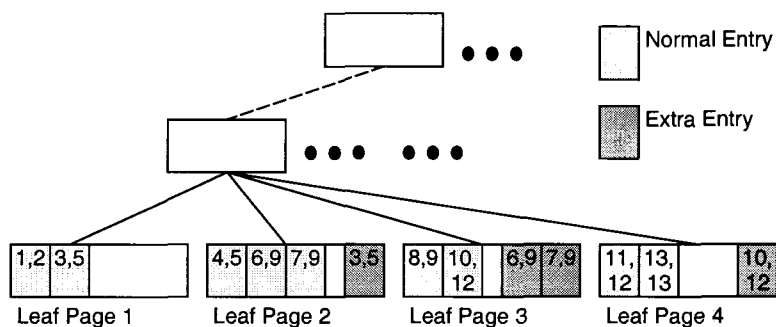 Normal Entry
Extra Entry
1,2 3,5
4,5 6,9 7,9 3,5
8,9 10, 12 6,9 7,9
11, 12 13, 13 10, 12
Leaf Page 1 Leaf Page 2 Leaf Page 3 Leaf Page 4